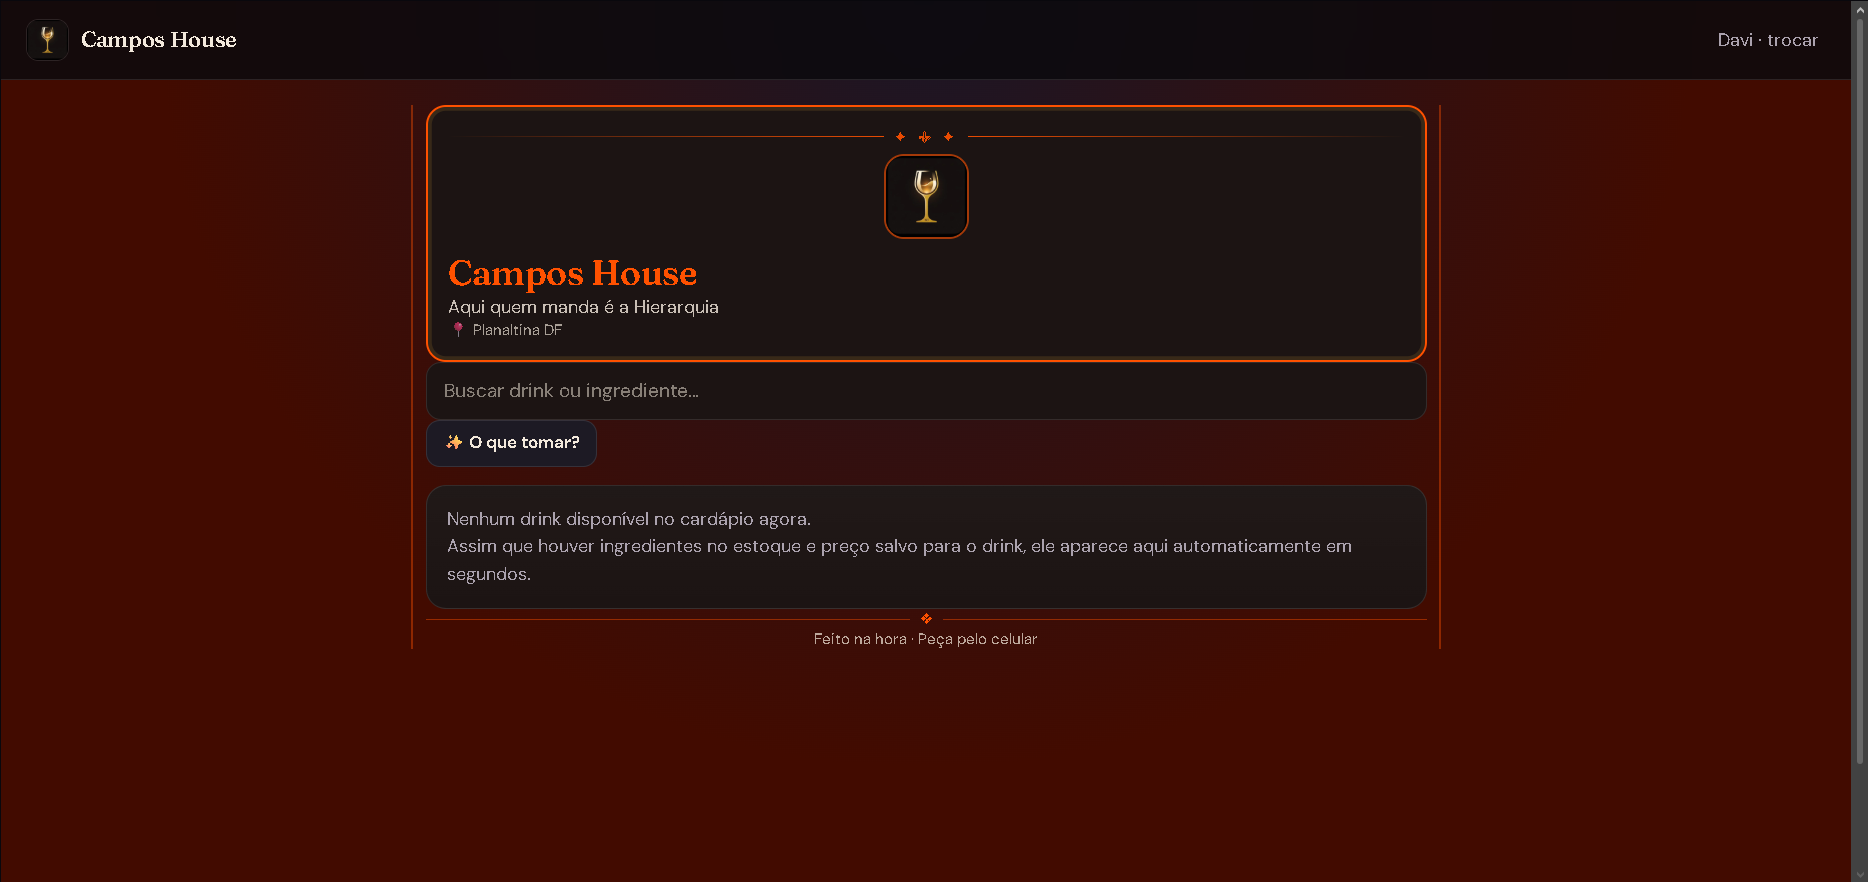 Campos House
Davi · trocar
Campos House
Aqui quem manda é a Hierarquia
Planaltina DF
Buscar drink ou ingrediente...
O que tomar?
Nenhum drink disponível no cardápio agora.
Assim que houver ingredientes no estoque e preço salvo para o drink, ele aparece aqui automaticamente em
segundos.
Feito na hora · Peça pelo celular